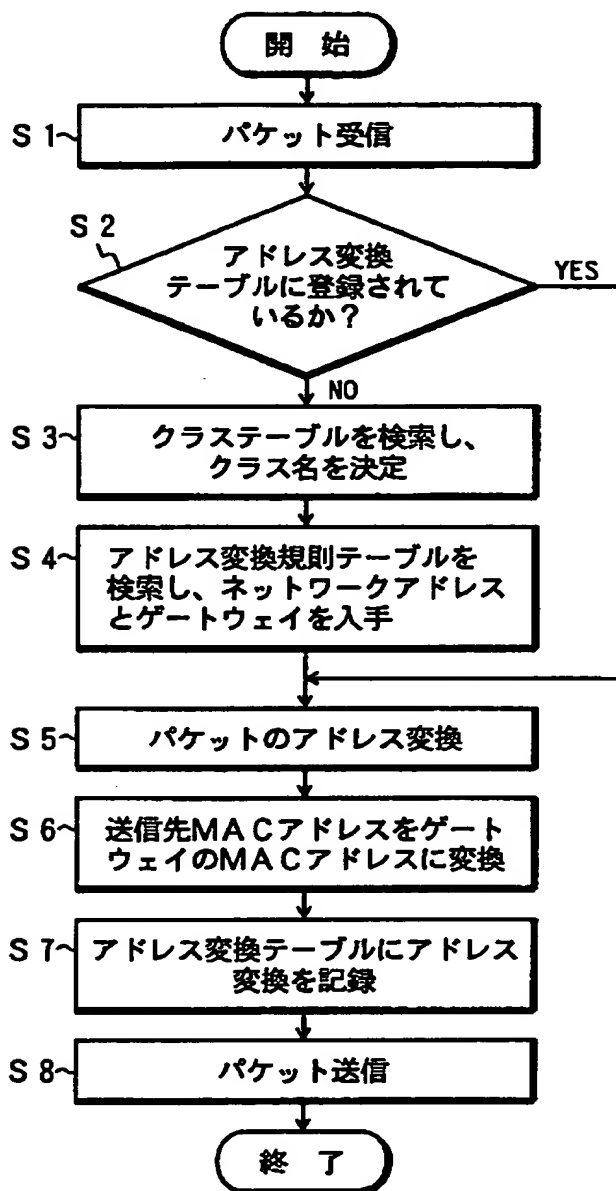 開 始
S 1
パケット受信
S 2
アドレス変換
テーブルに登録されて
いるか？
YES
NO
S 3
クラステーブルを検索し、
クラス名を決定
S 4
アドレス変換規則テーブルを
検索し、ネットワークアドレス
とゲートウェイを入手
S 5
パケットのアドレス変換
S 6
送信先ＭＡＣアドレスをゲート
ウェイのＭＡＣアドレスに変換
S 7
アドレス変換テーブルにアドレス
変換を記録
S 8
パケット送信
終 了